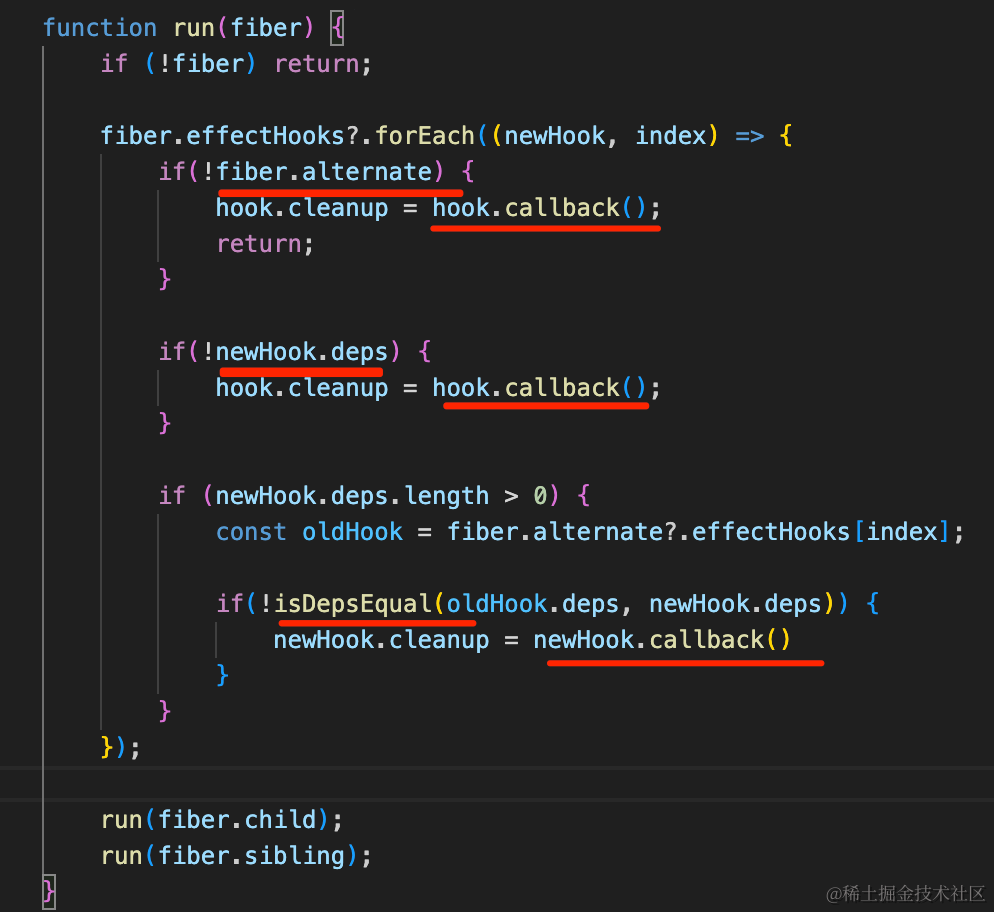 function run(fiber) {
    if (!fiber) return;

    fiber.effectHooks?.forEach((newHook, index) => {
        if(!fiber.alternate) {
            hook.cleanup = hook.callback();
            return;
        }

        if(!newHook.deps) {
            hook.cleanup = hook.callback();
        }

        if (newHook.deps.length > 0) {
            const oldHook = fiber.alternate?.effectHooks[index];

            if(!isDepsEqual(oldHook.deps, newHook.deps)) {
                newHook.cleanup = newHook.callback()
            }
        }
    });

    run(fiber.child);
    run(fiber.sibling);
}
@稀土掘金技术社区